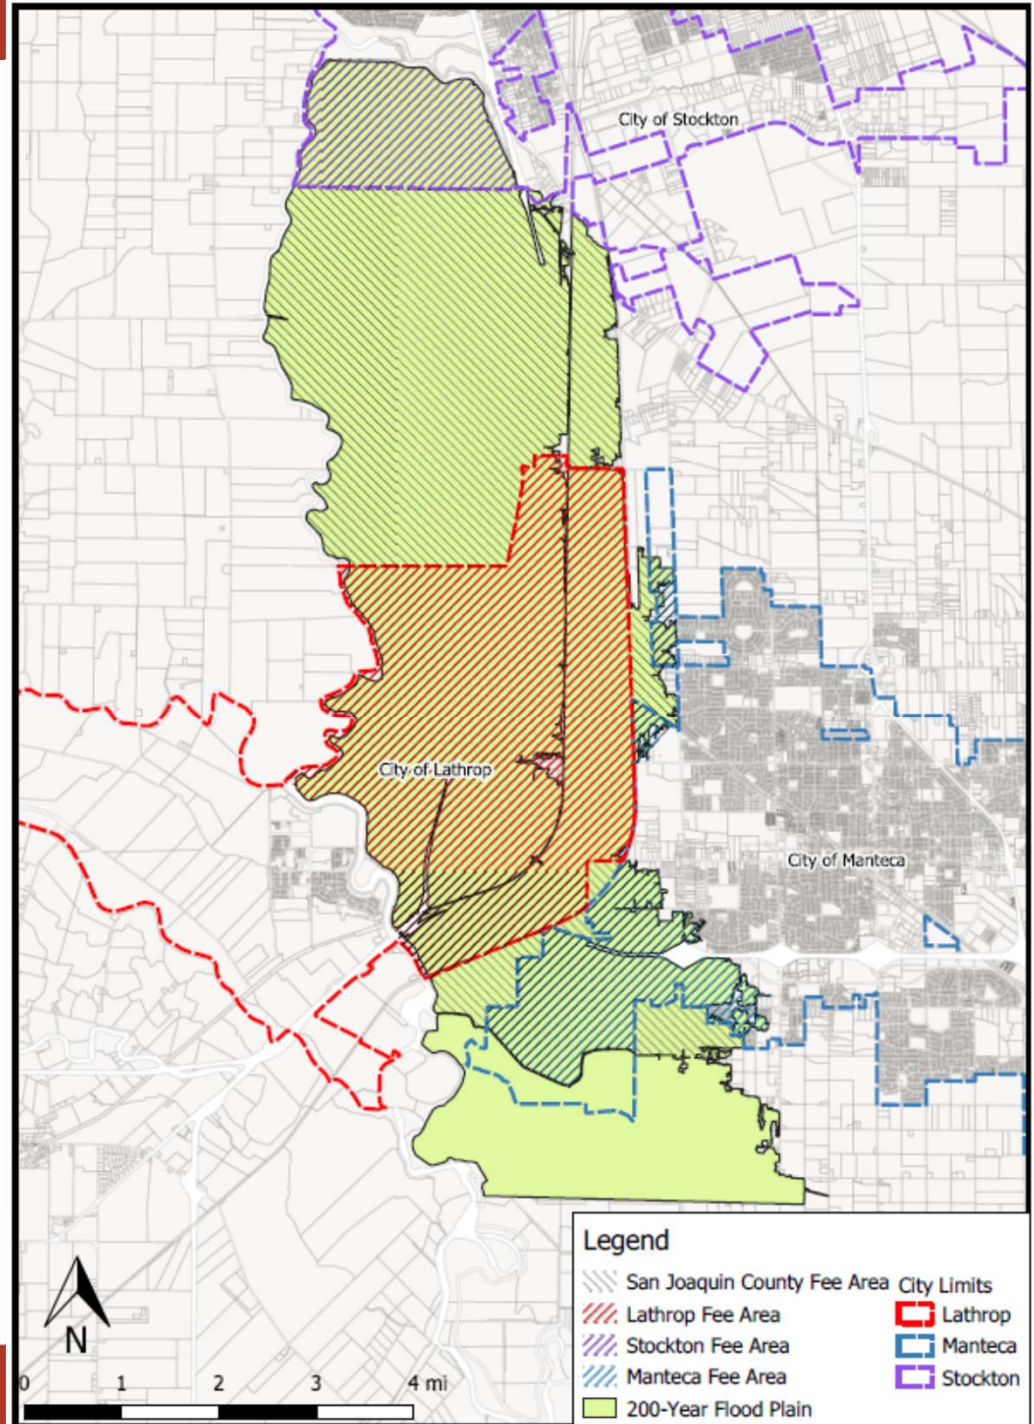 City of Stockton
City of Lathrop
City of Manteca
Legend
San Joaquin County Fee Area
Lathrop Fee Area
Stockton Fee Area
Manteca Fee Area
200-Year Flood Plain
City Limits
Lathrop
Manteca
Stockton
N
0 1 2 3 4 mi